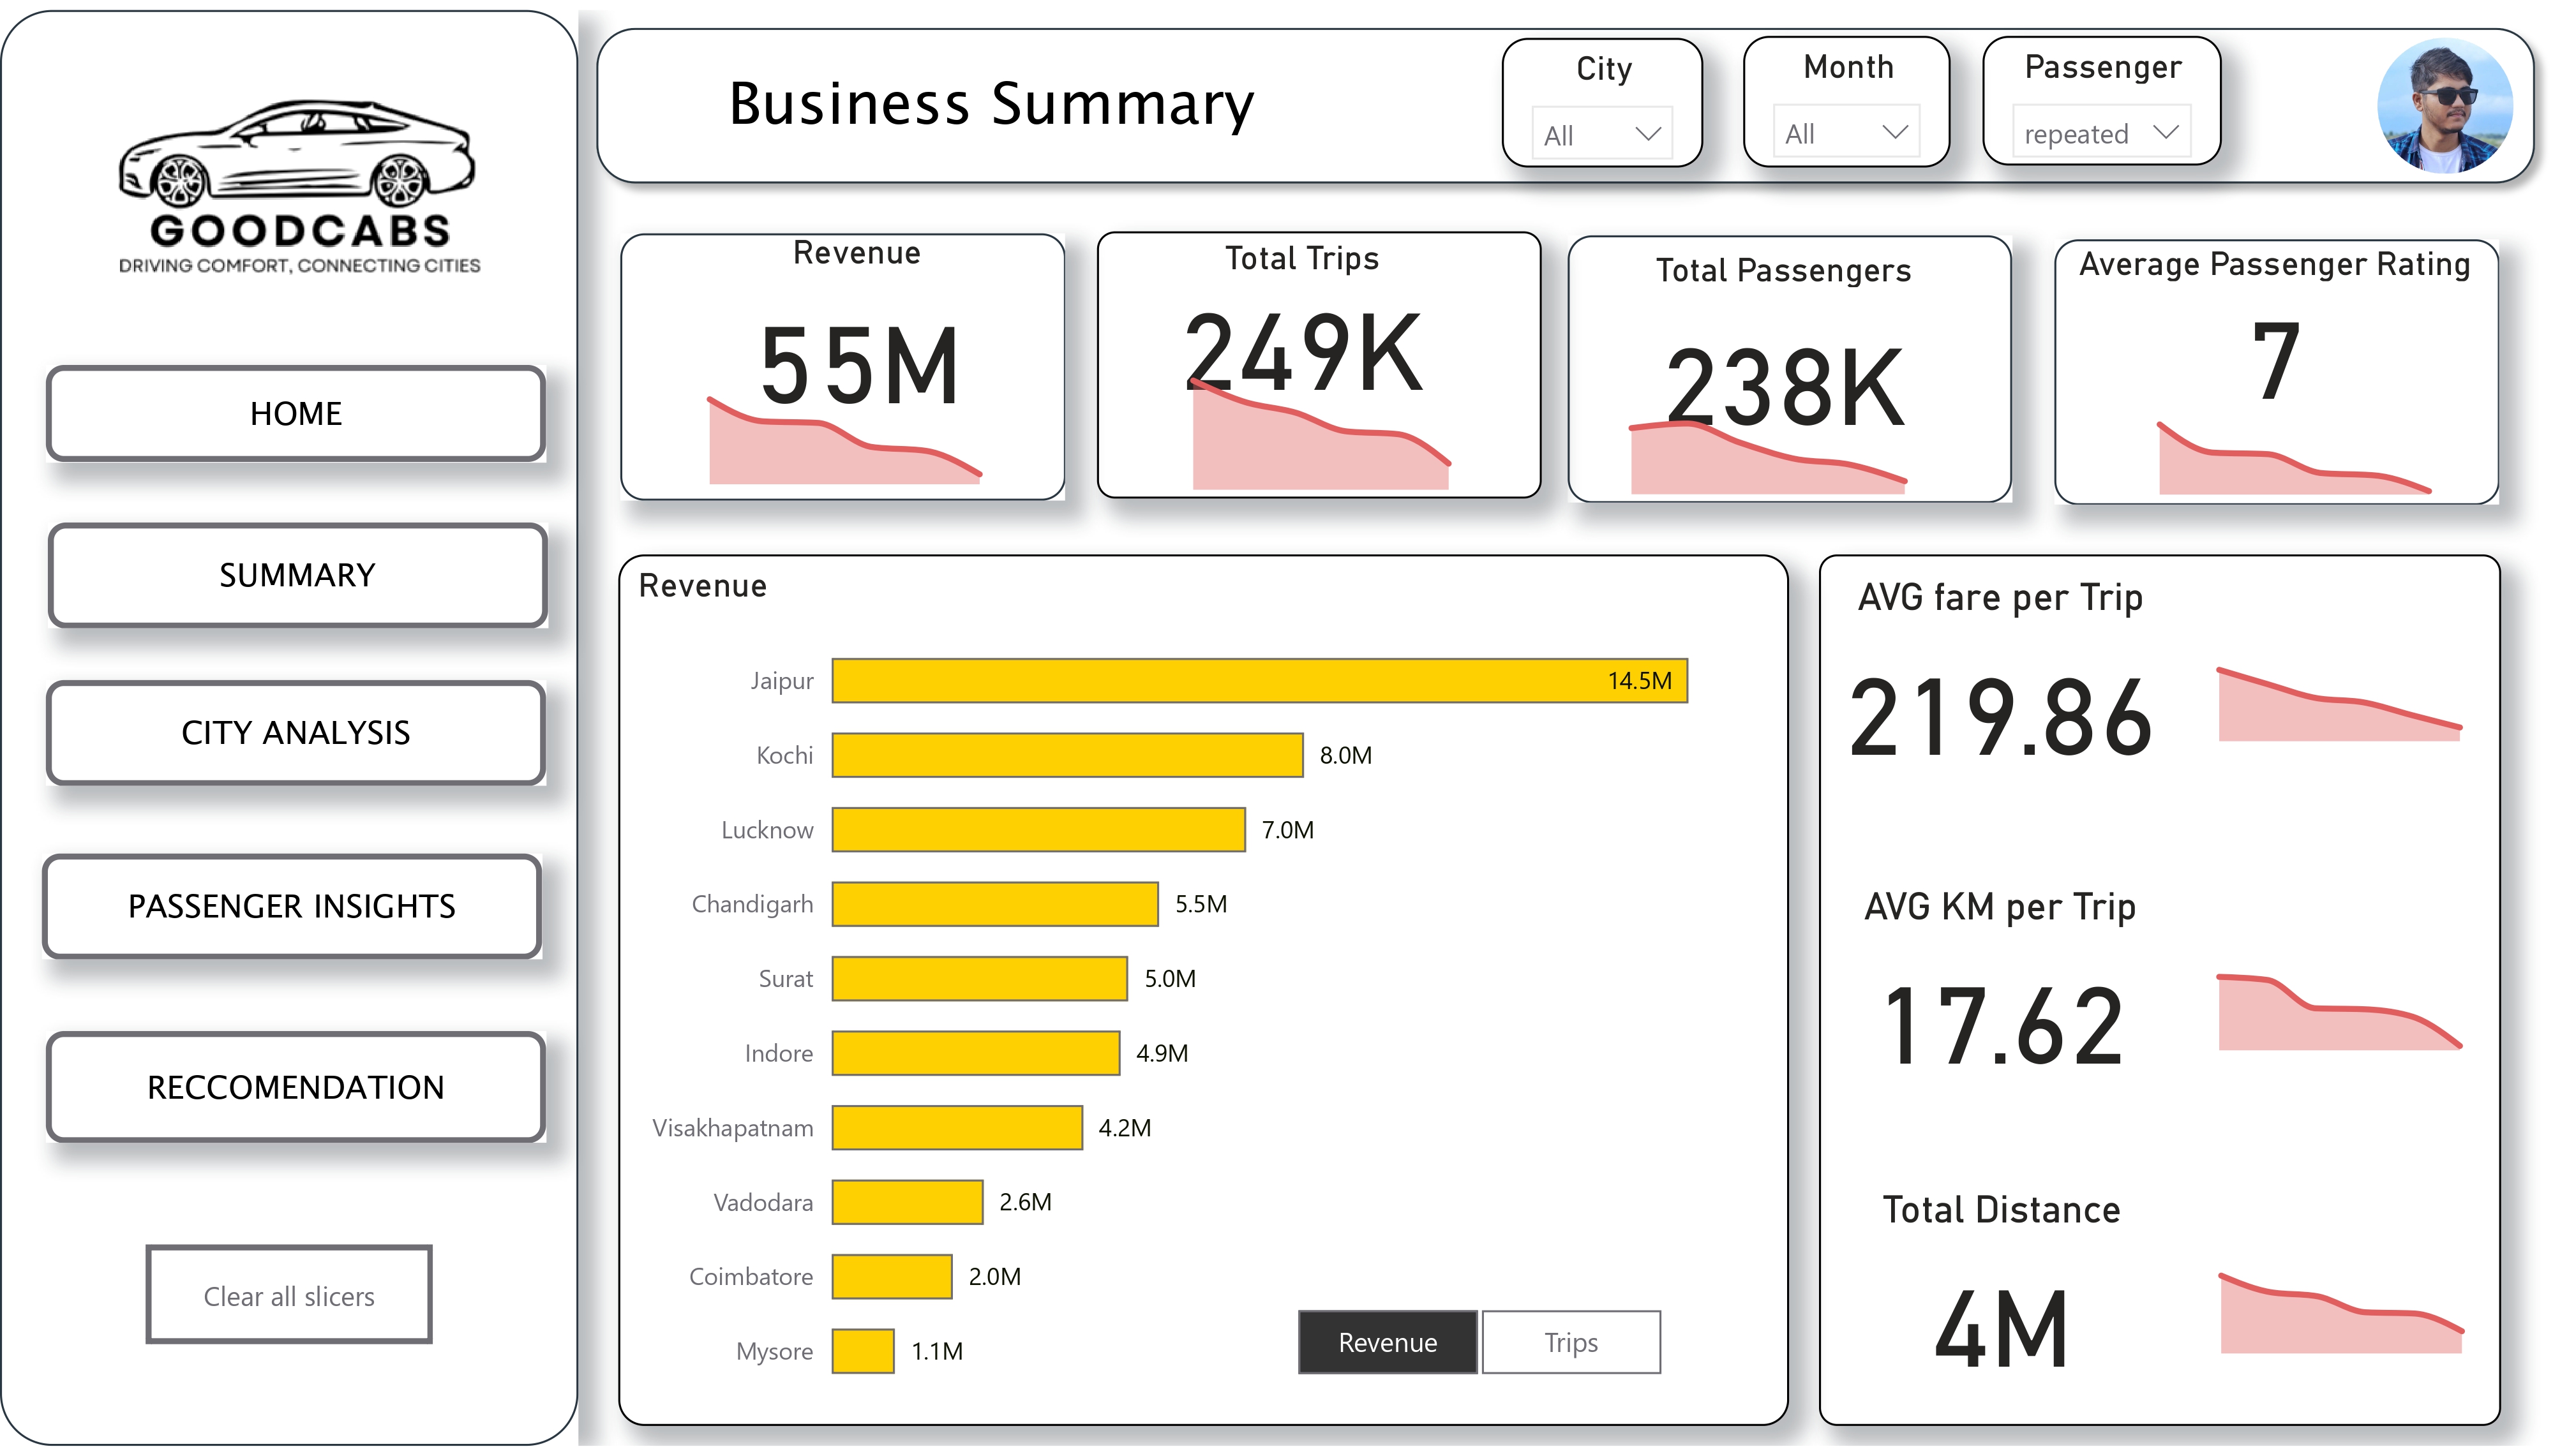 GOODCABS
DRIVING COMFORT, CONNECTING CITIES
HOME
SUMMARY
CITY ANALYSIS
PASSENGER INSIGHTS
RECCOMENDATION
Clear all slicers
Business Summary
City
All
Month
All
Passenger
repeated
Revenue
55M
Total Trips
249K
Total Passengers
238K
Average Passenger Rating
7
Revenue
Jaipur 14.5M
Kochi 8.0M
Lucknow 7.0M
Chandigarh 5.5M
Surat 5.0M
Indore 4.9M
Visakhapatnam 4.2M
Vadodara 2.6M
Coimbatore 2.0M
Mysore 1.1M
Revenue Trips
AVG fare per Trip
219.86
AVG KM per Trip
17.62
Total Distance
4M